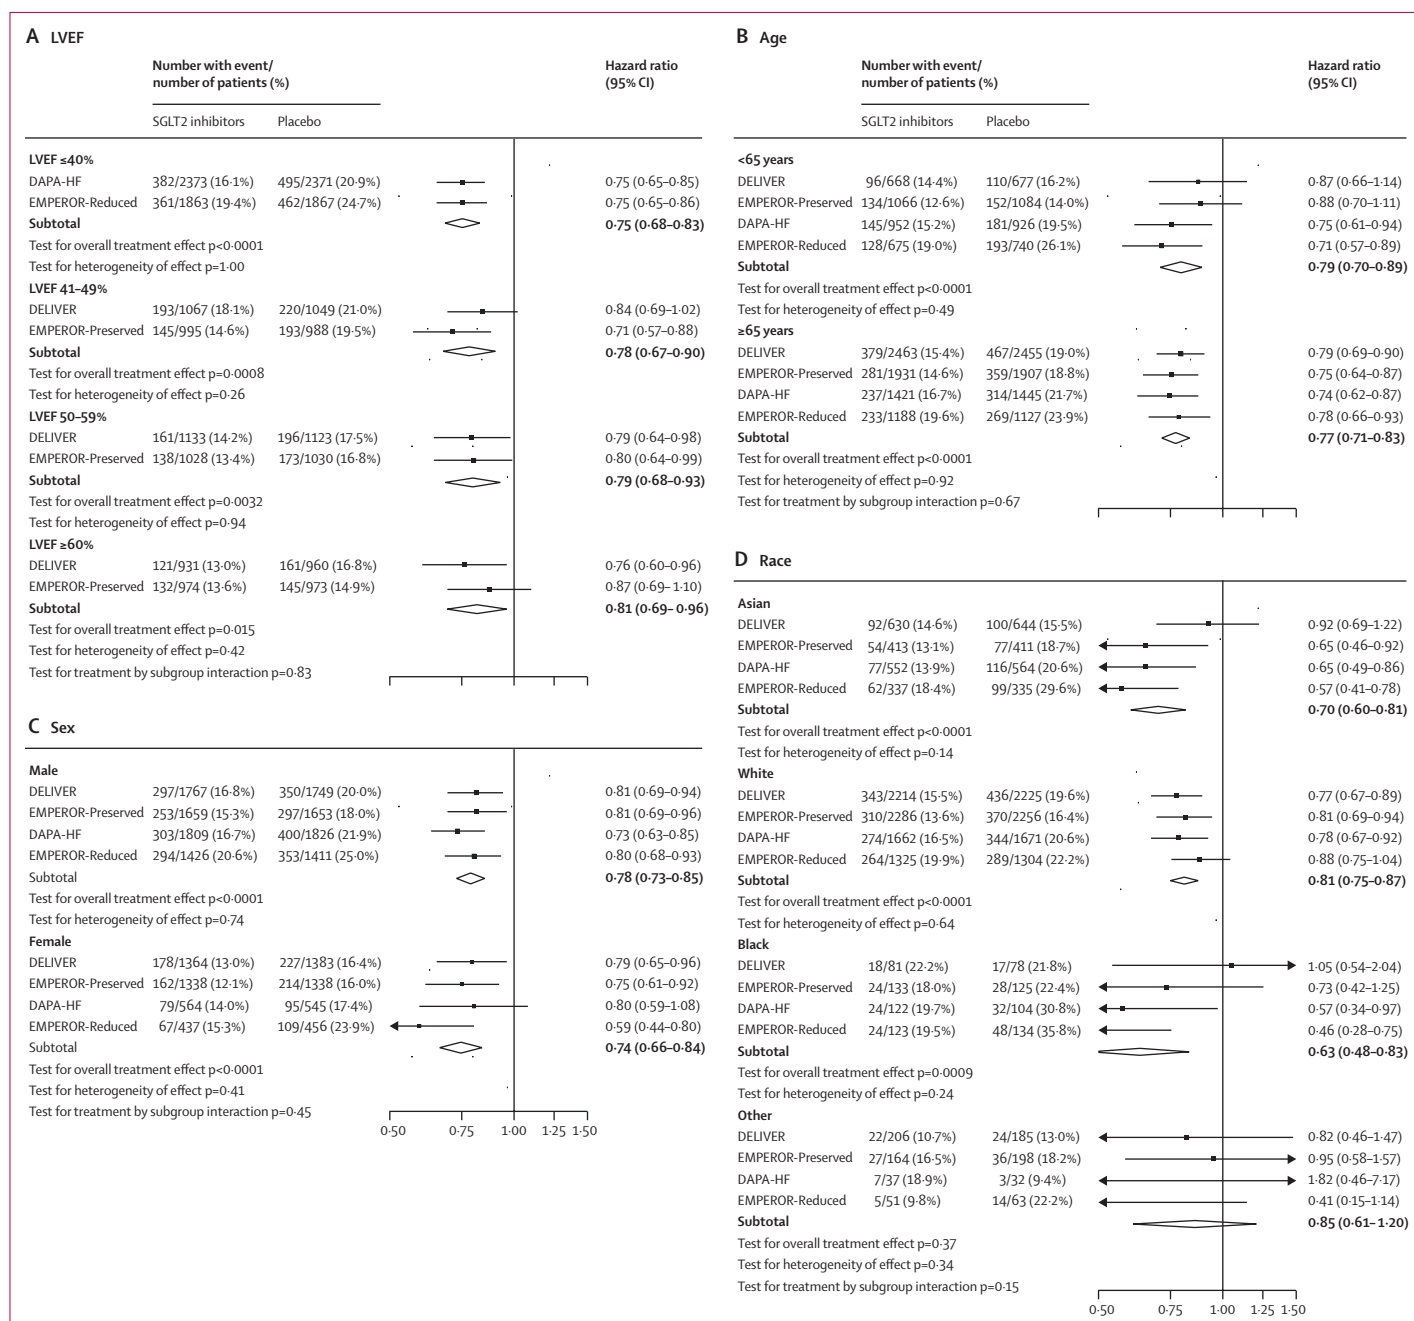 A LVEF
Number with event/
number of patients (%)
Hazard ratio
(95% CI)
SGLT2 inhibitors Placebo
LVEF ≤40%
DAPA-HF 382/2373 (16·1%) 495/2371 (20·9%) 0·75 (0·65–0·85)
EMPEROR-Reduced 361/1863 (19·4%) 462/1867 (24·7%) 0·75 (0·65–0·86)
Subtotal 0·75 (0·68–0·83)
Test for overall treatment effect p<0·0001
Test for heterogeneity of effect p=1·00
LVEF 41–49%
DELIVER 193/1067 (18·1%) 220/1049 (21·0%) 0·84 (0·69–1·02)
EMPEROR-Preserved 145/995 (14·6%) 193/988 (19·5%) 0·71 (0·57–0·88)
Subtotal 0·78 (0·67–0·90)
Test for overall treatment effect p=0·0008
Test for heterogeneity of effect p=0·26
LVEF 50–59%
DELIVER 161/1133 (14·2%) 196/1123 (17·5%) 0·79 (0·64–0·98)
EMPEROR-Preserved 138/1028 (13·4%) 173/1030 (16·8%) 0·80 (0·64–0·99)
Subtotal 0·79 (0·68–0·93)
Test for overall treatment effect p=0·0032
Test for heterogeneity of effect p=0·94
LVEF ≥60%
DELIVER 121/931 (13·0%) 161/960 (16·8%) 0·76 (0·60–0·96)
EMPEROR-Preserved 132/974 (13·6%) 145/973 (14·9%) 0·87 (0·69–1·10)
Subtotal 0·81 (0·69–0·96)
Test for overall treatment effect p=0·015
Test for heterogeneity of effect p=0·42
Test for treatment by subgroup interaction p=0·83
C Sex
Male
DELIVER 297/1767 (16·8%) 350/1749 (20·0%) 0·81 (0·69–0·94)
EMPEROR-Preserved 253/1659 (15·3%) 297/1653 (18·0%) 0·81 (0·69–0·96)
DAPA-HF 303/1809 (16·7%) 400/1826 (21·9%) 0·73 (0·63–0·85)
EMPEROR-Reduced 294/1426 (20·6%) 353/1411 (25·0%) 0·80 (0·68–0·93)
Subtotal 0·78 (0·73–0·85)
Test for overall treatment effect p<0·0001
Test for heterogeneity of effect p=0·74
Female
DELIVER 178/1364 (13·0%) 227/1383 (16·4%) 0·79 (0·65–0·96)
EMPEROR-Preserved 162/1338 (12·1%) 214/1338 (16·0%) 0·75 (0·61–0·92)
DAPA-HF 79/564 (14·0%) 95/545 (17·4%) 0·80 (0·59–1·08)
EMPEROR-Reduced 67/437 (15·3%) 109/456 (23·9%) 0·59 (0·44–0·80)
Subtotal 0·74 (0·66–0·84)
Test for overall treatment effect p<0·0001
Test for heterogeneity of effect p=0·41
Test for treatment by subgroup interaction p=0·45
0·50 0·75 1·00 1·25 1·50
B Age
Number with event/
number of patients (%)
Hazard ratio
(95% CI)
SGLT2 inhibitors Placebo
<65 years
DELIVER 96/668 (14·4%) 110/677 (16·2%) 0·87 (0·66–1·14)
EMPEROR-Preserved 134/1066 (12·6%) 152/1084 (14·0%) 0·88 (0·70–1·11)
DAPA-HF 145/952 (15·2%) 181/926 (19·5%) 0·75 (0·61–0·94)
EMPEROR-Reduced 128/675 (19·0%) 193/740 (26·1%) 0·71 (0·57–0·89)
Subtotal 0·79 (0·70–0·89)
Test for overall treatment effect p<0·0001
Test for heterogeneity of effect p=0·49
≥65 years
DELIVER 379/2463 (15·4%) 467/2455 (19·0%) 0·79 (0·69–0·90)
EMPEROR-Preserved 281/1931 (14·6%) 359/1907 (18·8%) 0·75 (0·64–0·87)
DAPA-HF 237/1421 (16·7%) 314/1445 (21·7%) 0·74 (0·62–0·87)
EMPEROR-Reduced 233/1188 (19·6%) 269/1127 (23·9%) 0·78 (0·66–0·93)
Subtotal 0·77 (0·71–0·83)
Test for overall treatment effect p<0·0001
Test for heterogeneity of effect p=0·92
Test for treatment by subgroup interaction p=0·67
D Race
Asian
DELIVER 92/630 (14·6%) 100/644 (15·5%) 0·92 (0·69–1·22)
EMPEROR-Preserved 54/413 (13·1%) 77/411 (18·7%) 0·65 (0·46–0·92)
DAPA-HF 77/552 (13·9%) 116/564 (20·6%) 0·65 (0·49–0·86)
EMPEROR-Reduced 62/337 (18·4%) 99/335 (29·6%) 0·57 (0·41–0·78)
Subtotal 0·70 (0·60–0·81)
Test for overall treatment effect p<0·0001
Test for heterogeneity of effect p=0·14
White
DELIVER 343/2214 (15·5%) 436/2225 (19·6%) 0·77 (0·67–0·89)
EMPEROR-Preserved 310/2286 (13·6%) 370/2256 (16·4%) 0·81 (0·69–0·94)
DAPA-HF 274/1662 (16·5%) 344/1671 (20·6%) 0·78 (0·67–0·92)
EMPEROR-Reduced 264/1325 (19·9%) 289/1304 (22·2%) 0·88 (0·75–1·04)
Subtotal 0·81 (0·75–0·87)
Test for overall treatment effect p<0·0001
Test for heterogeneity of effect p=0·64
Black
DELIVER 18/81 (22·2%) 17/78 (21·8%) 1·05 (0·54–2·04)
EMPEROR-Preserved 24/133 (18·0%) 28/125 (22·4%) 0·73 (0·42–1·25)
DAPA-HF 24/122 (19·7%) 32/104 (30·8%) 0·57 (0·34–0·97)
EMPEROR-Reduced 24/123 (19·5%) 48/134 (35·8%) 0·46 (0·28–0·75)
Subtotal 0·63 (0·48–0·83)
Test for overall treatment effect p=0·0009
Test for heterogeneity of effect p=0·24
Other
DELIVER 22/206 (10·7%) 24/185 (13·0%) 0·82 (0·46–1·47)
EMPEROR-Preserved 27/164 (16·5%) 36/198 (18·2%) 0·95 (0·58–1·57)
DAPA-HF 7/37 (18·9%) 3/32 (9·4%) 1·82 (0·46–7·17)
EMPEROR-Reduced 5/51 (9·8%) 14/63 (22·2%) 0·41 (0·15–1·14)
Subtotal 0·85 (0·61–1·20)
Test for overall treatment effect p=0·37
Test for heterogeneity of effect p=0·34
Test for treatment by subgroup interaction p=0·15
0·50 0·75 1·00 1·25 1·50